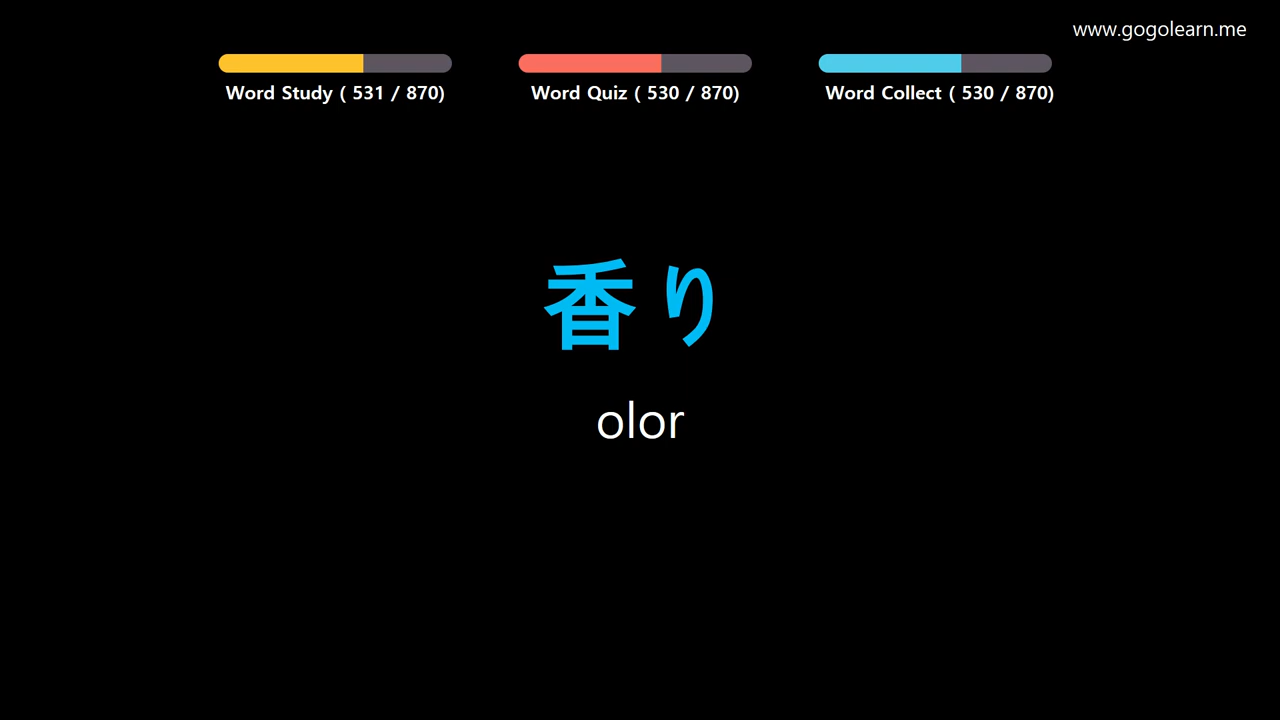 www.gogolearn.me
Word Study ( 531 / 870)
Word Quiz ( 530 / 870)
Word Collect ( 530 / 870)
香り
olor